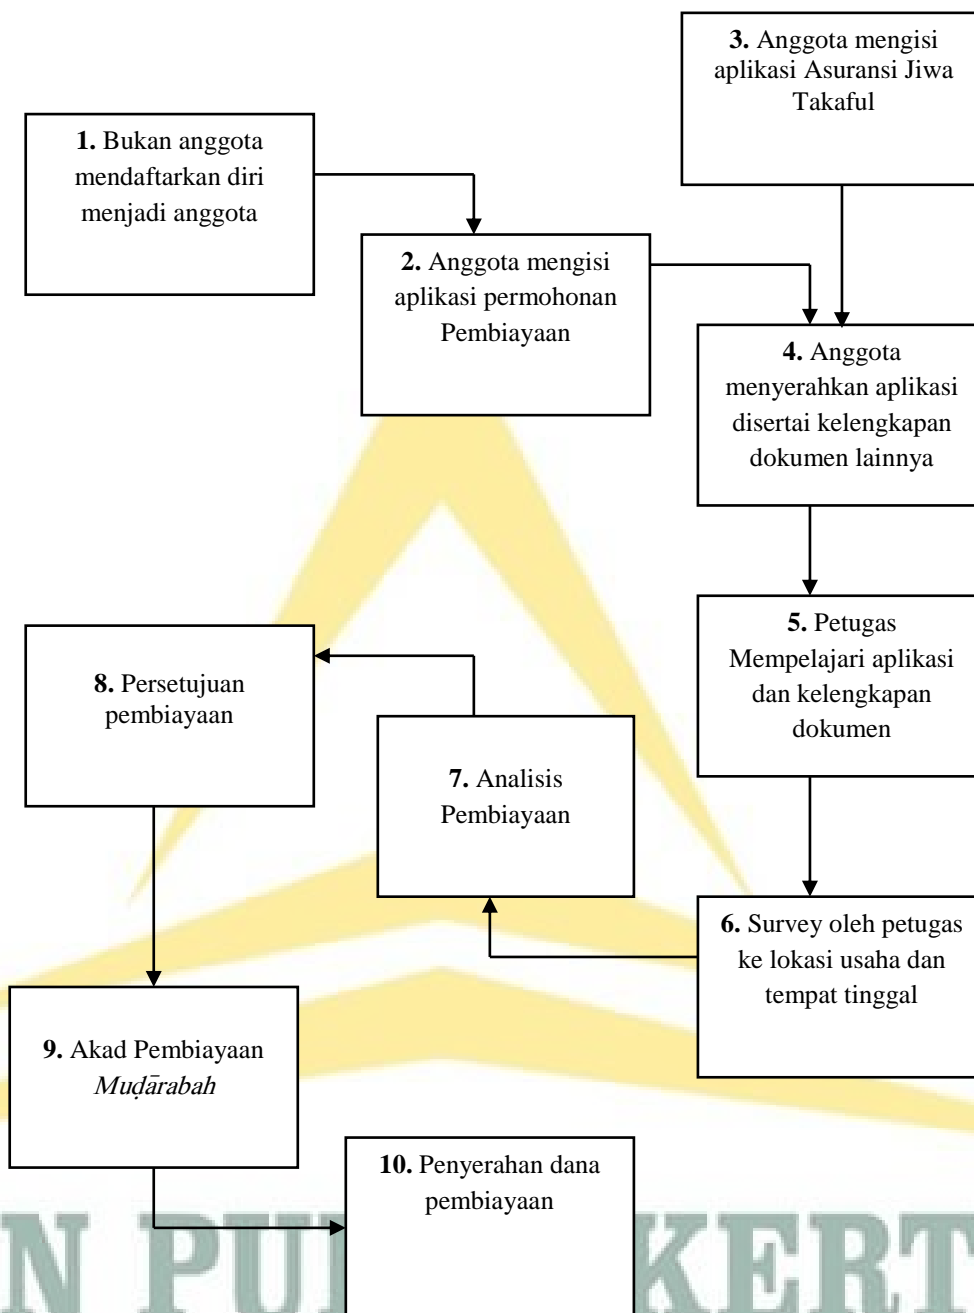 1. Bukan anggota
mendaftarkan diri
menjadi anggota
2. Anggota mengisi
aplikasi permohonan
Pembiayaan
3. Anggota mengisi
aplikasi Asuransi Jiwa
Takaful
4. Anggota
menyerahkan aplikasi
disertai kelengkapan
dokumen lainnya
5. Petugas
Mempelajari aplikasi
dan kelengkapan
dokumen
6. Survey oleh petugas
ke lokasi usaha dan
tempat tinggal
7. Analisis
Pembiayaan
8. Persetujuan
pembiayaan
9. Akad Pembiayaan
Muḍārabah
10. Penyerahan dana
pembiayaan